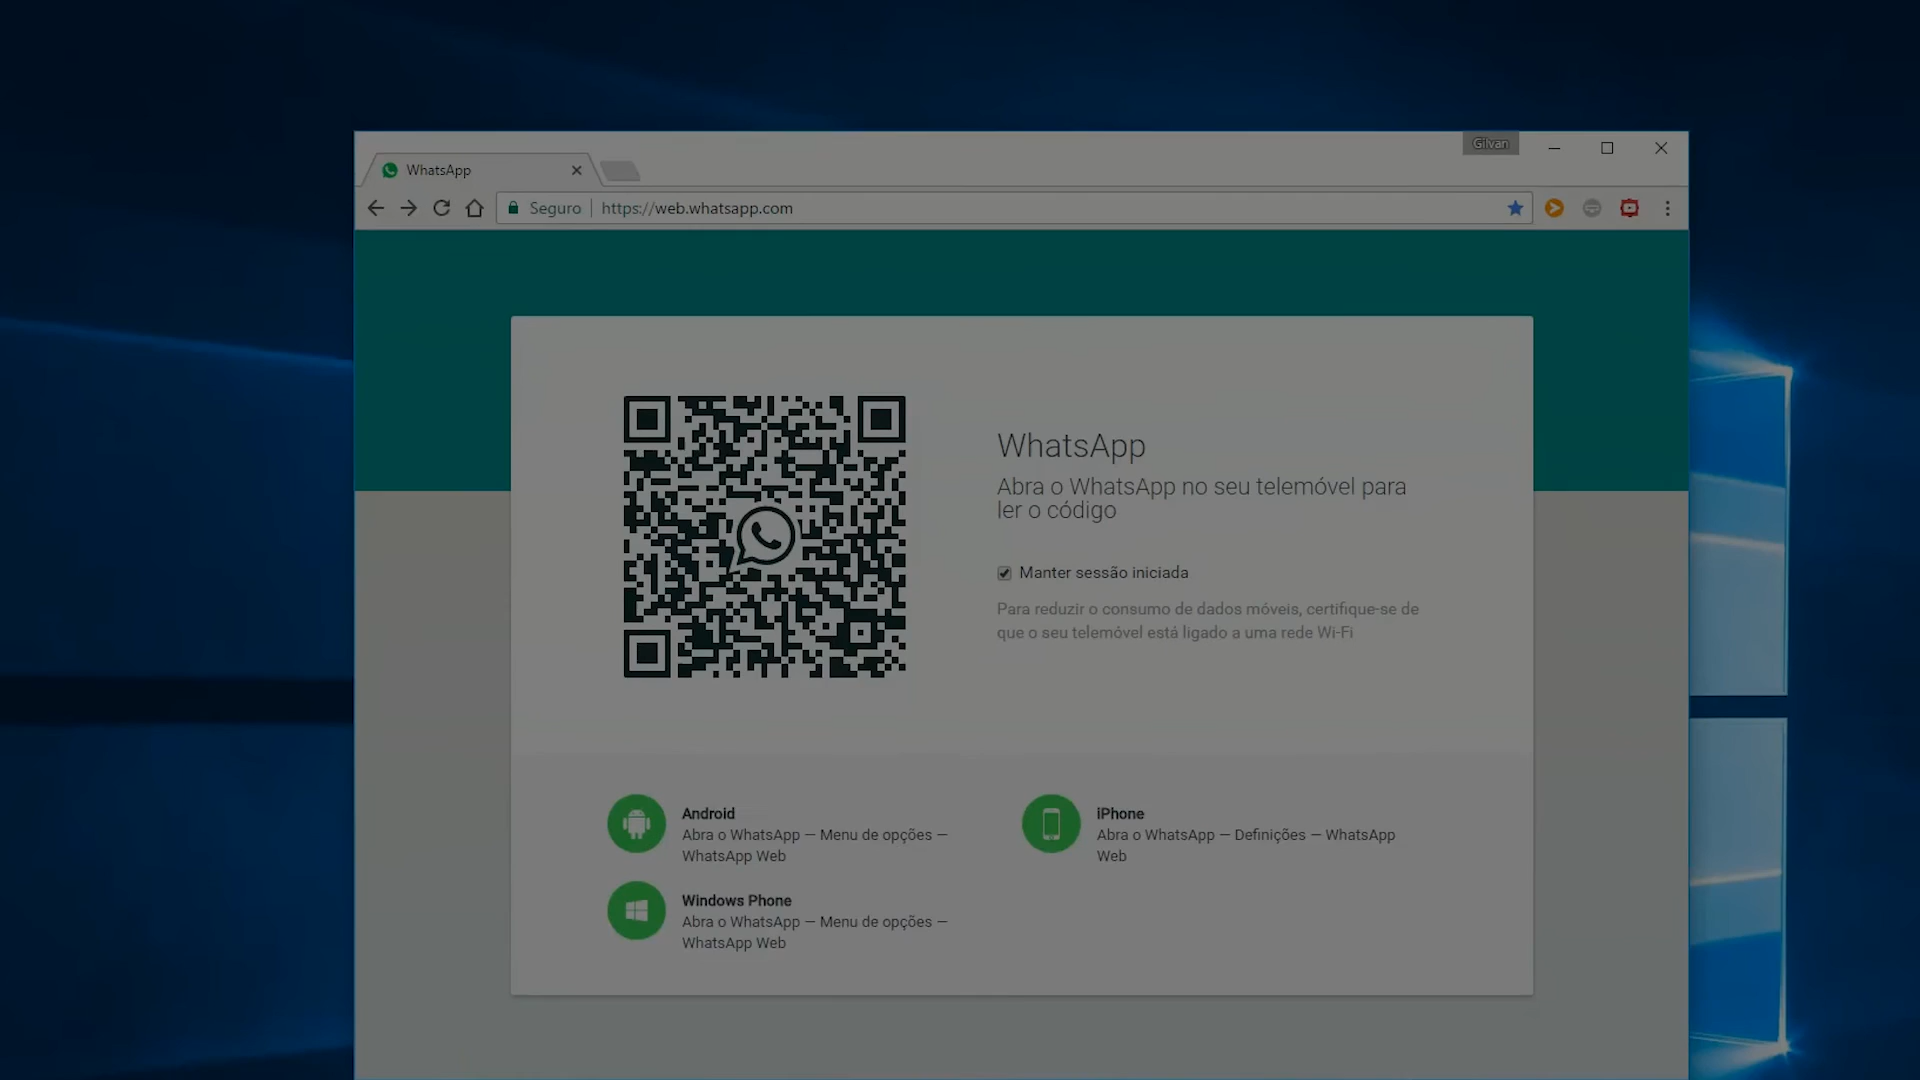 Gilvan
WhatsApp
Seguro
https://web.whatsapp.com
WhatsApp
Abra o WhatsApp no seu telemóvel para
ler o código
Manter sessão iniciada
Para reduzir o consumo de dados móveis, certifique-se de
que o seu telemóvel está ligado a uma rede Wi-Fi
Android
Abra o WhatsApp — Menu de opções —
WhatsApp Web
iPhone
Abra o WhatsApp — Definições — WhatsApp
Web
Windows Phone
Abra o WhatsApp — Menu de opções —
WhatsApp Web